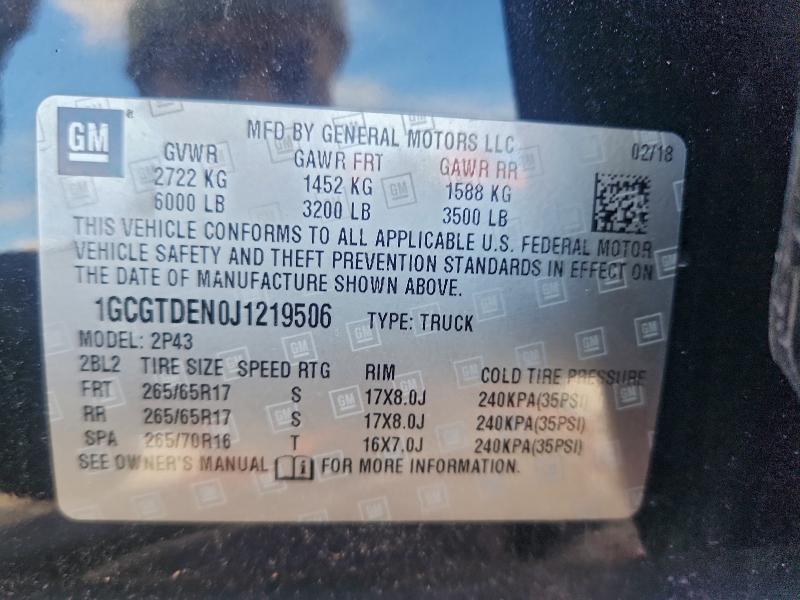 GM
MFD BY GENERAL MOTORS LLC
02/18
GVWR GAWR FRT GAWR RR
2722 KG 1452 KG 1588 KG
6000 LB 3200 LB 3500 LB
THIS VEHICLE CONFORMS TO ALL APPLICABLE U.S. FEDERAL MOTOR
VEHICLE SAFETY AND THEFT PREVENTION STANDARDS IN EFFECT ON
THE DATE OF MANUFACTURE SHOWN ABOVE.
1GCGTDEN0J1219506 TYPE: TRUCK
MODEL: 2P43
2BL2 TIRE SIZE SPEED RTG RIM COLD TIRE PRESSURE
FRT 265/65R17 S 17X8.0J 240KPA(35PSI)
RR 265/65R17 S 17X8.0J 240KPA(35PSI)
SPA 265/70R16 T 16X7.0J 240KPA(35PSI)
SEE OWNER'S MANUAL FOR MORE INFORMATION.